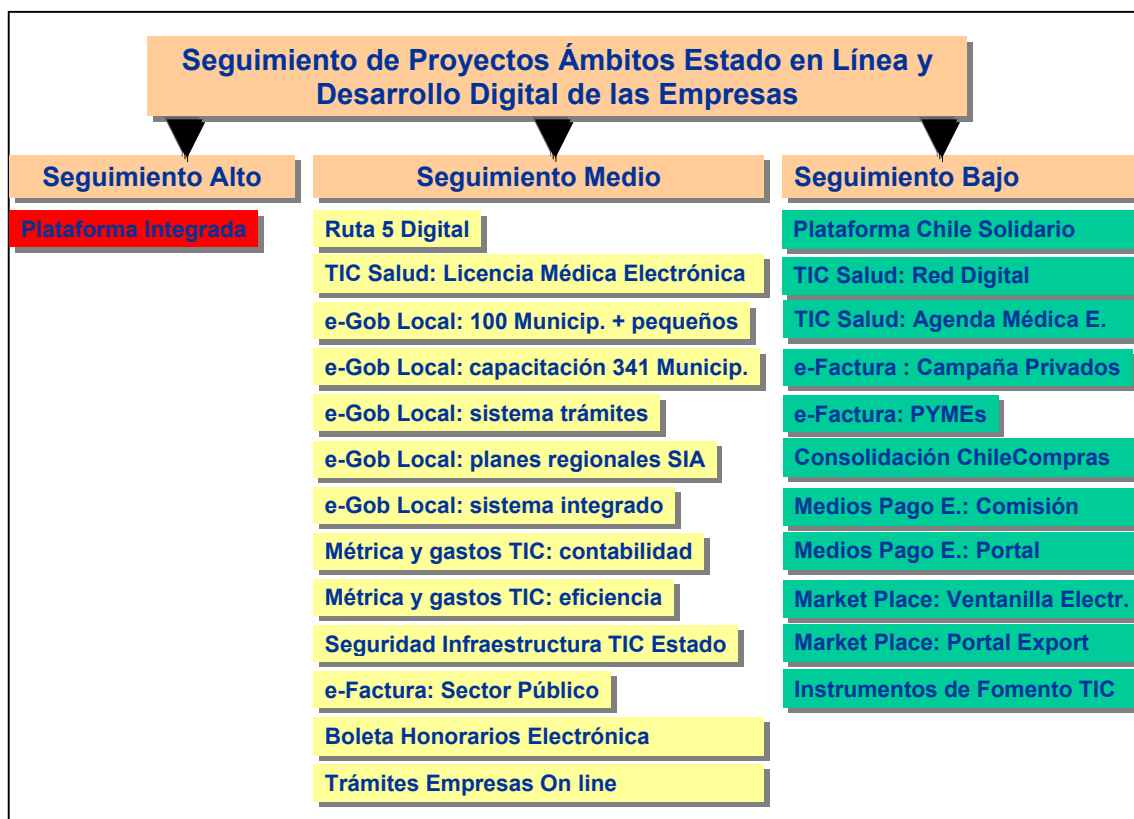 Seguimiento de Proyectos Ámbitos Estado en Línea y
Desarrollo Digital de las Empresas
Seguimiento Alto
Plataforma Integrada
Seguimiento Medio
Ruta 5 Digital
TIC Salud: Licencia Médica Electrónica
e-Gob Local: 100 Municip. + pequeños
e-Gob Local: capacitación 341 Municip.
e-Gob Local: sistema trámites
e-Gob Local: planes regionales SIA
e-Gob Local: sistema integrado
Métrica y gastos TIC: contabilidad
Métrica y gastos TIC: eficiencia
Seguridad Infraestructura TIC Estado
e-Factura: Sector Público
Boleta Honorarios Electrónica
Trámites Empresas On line
Seguimiento Bajo
Plataforma Chile Solidario
TIC Salud: Red Digital
TIC Salud: Agenda Médica E.
e-Factura : Campaña Privados
e-Factura: PYMEs
Consolidación ChileCompras
Medios Pago E.: Comisión
Medios Pago E.: Portal
Market Place: Ventanilla Electr.
Market Place: Portal Export
Instrumentos de Fomento TIC